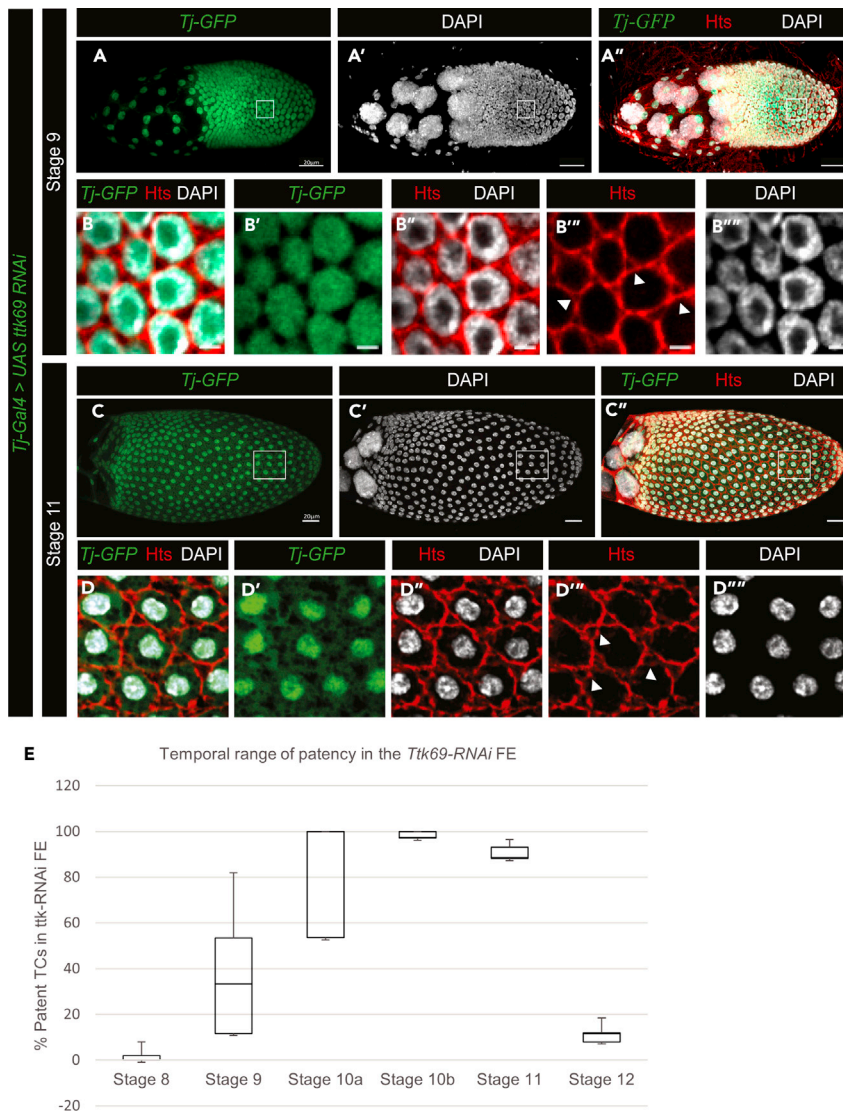 Tj-Gal4 > UAS ttk69 RNAi
Stage 9
Tj-GFP
DAPI
Tj-GFP Hts DAPI
A
20μm
A'
A"
Tj-GFP Hts DAPI
Tj-GFP
Hts DAPI
Hts
DAPI
B
B'
B"
B'"
B""
Stage 11
Tj-GFP
DAPI
Tj-GFP Hts DAPI
C
20μm
C'
C"
Tj-GFP Hts DAPI
Tj-GFP
Hts DAPI
Hts
DAPI
D
D'
D"
D'"
D""
E
Temporal range of patency in the Ttk69-RNAi FE
% Patent TCs in ttk-RNAi FE
120
100
80
60
40
20
0
-20
Stage 8 Stage 9 Stage 10a Stage 10b Stage 11 Stage 12